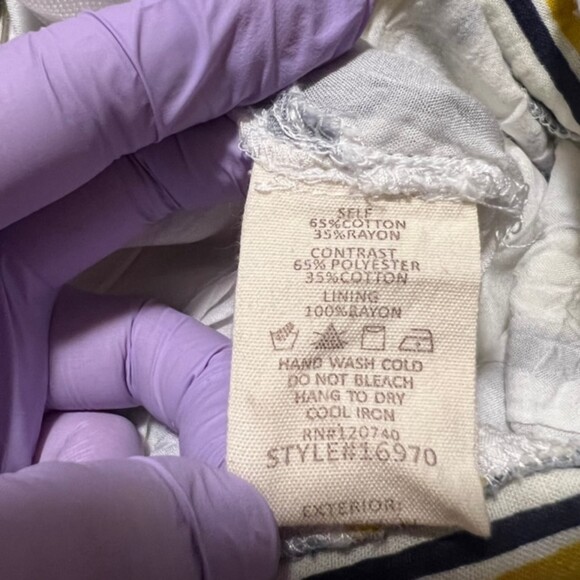 SELF
65%COTTON
35%RAYON
CONTRAST
65% POLYESTER
35%COTTON
LINING
100%RAYON
HAND WASH COLD
DO NOT BLEACH
HANG TO DRY
COOL IRON
RN#120740
STYLE#16970
EXTERIOR: